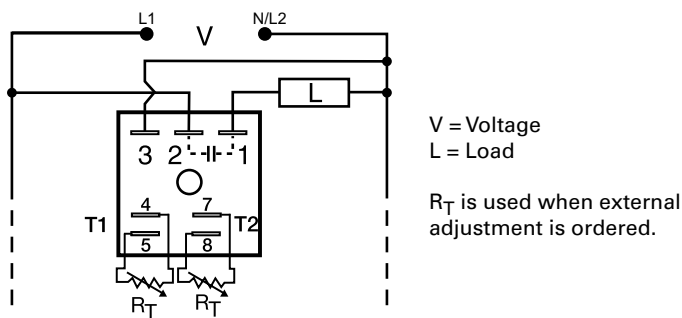 L1 V N/L2
L
3 2 1
4 7
T1 T2
5 8
RT RT
V = Voltage
L = Load
RT is used when external
adjustment is ordered.